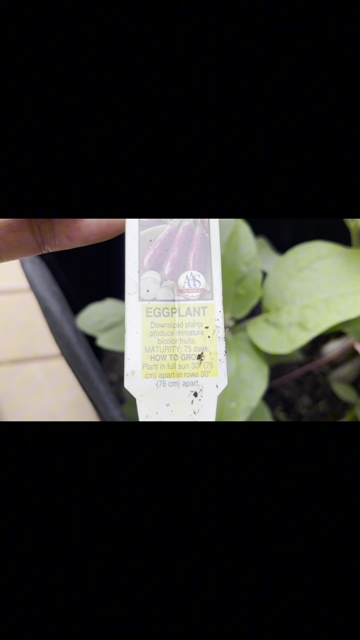 AAS
EGGPLANT
Downsized plants
produce miniature
bicolor fruits.
MATURITY: 75 days
HOW TO GROW
Plant in full sun 30" (76
cm) apart in rows 30"
(76 cm) apart.